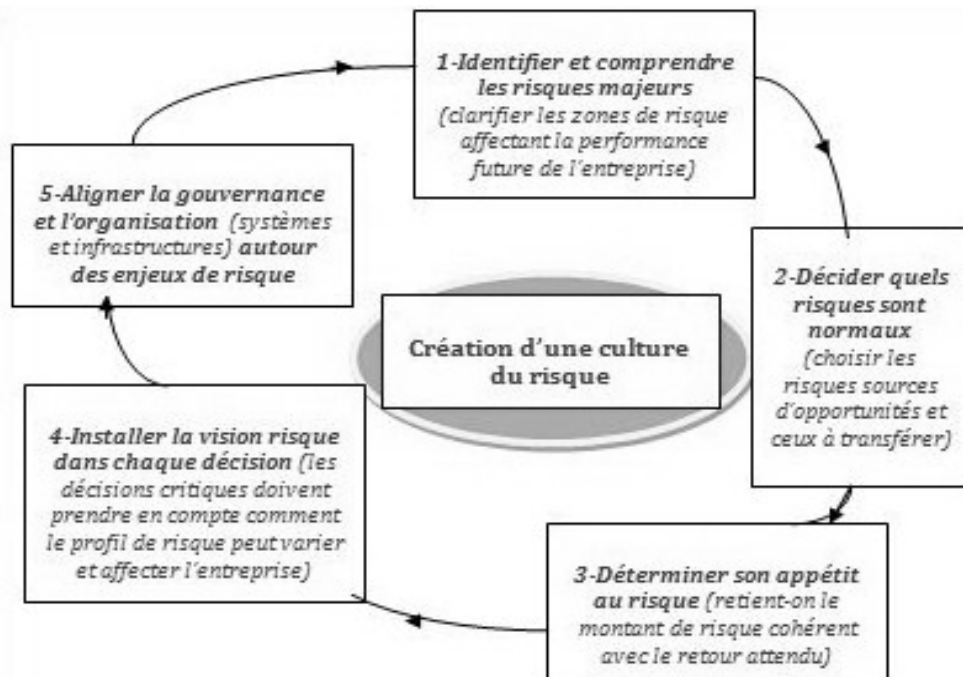 1-Identifier et comprendre
les risques majeurs
(clarifier les zones de risque
affectant la performance
future de l'entreprise)
2-Décider quels
risques sont
normaux
(choisir les
risques sources
d'opportunités et
ceux à transférer)
3-Déterminer son appétit
au risque (retient-on le
montant de risque cohérent
avec le retour attendu)
4-Installer la vision risque
dans chaque décision (les
décisions critiques doivent
prendre en compte comment
le profil de risque peut varier
et affecter l'entreprise)
5-Aligner la gouvernance
et l'organisation (systèmes
et infrastructures) autour
des enjeux de risque
Création d'une culture
du risque